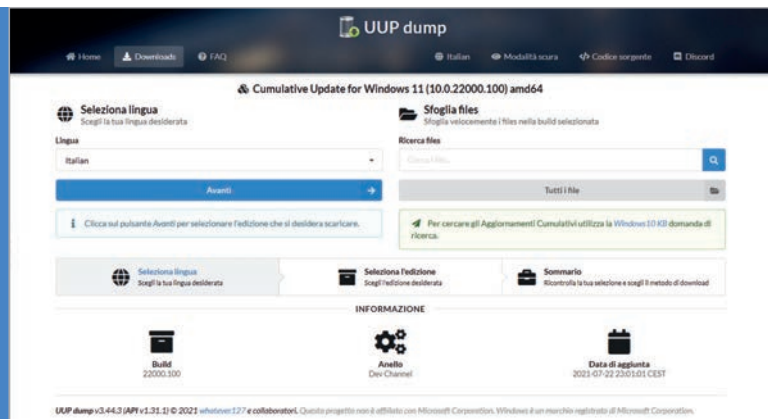 UUP dump
Home Downloads FAQ Italian Modalità scura Codice sorgente Discord
Cumulative Update for Windows 11 (10.0.22000.100) amd64
Seleziona lingua
Scegli la tua lingua desiderata
Sfoglia files
Sfoglia velocemente i files nella build selezionata
Lingua
Ricerca files
Italian
Cerca i files...
Avanti
Tutti i file
Clicca sul pulsante Avanti per selezionare l'edizione che si desidera scaricare.
Per cercare gli Aggiornamenti Cumulativi utilizza la Windows10 KB domanda di
ricerca.
Seleziona lingua
Scegli la tua lingua desiderata
Seleziona l'edizione
Scegli l'edizione desiderata
Sommario
Ricontrolla la tua selezione e scegli il metodo di download
INFORMAZIONE
Build
22000.100
Anello
Dev Channel
Data di aggiunta
2021-07-22 23:01:01 CEST
UUP dump v3.44.3 (API v1.31.1) © 2021 whatever127 e collaboratori. Questo progetto non è affiliato con Microsoft Corporation. Windows è un marchio registrato di Microsoft Corporation.